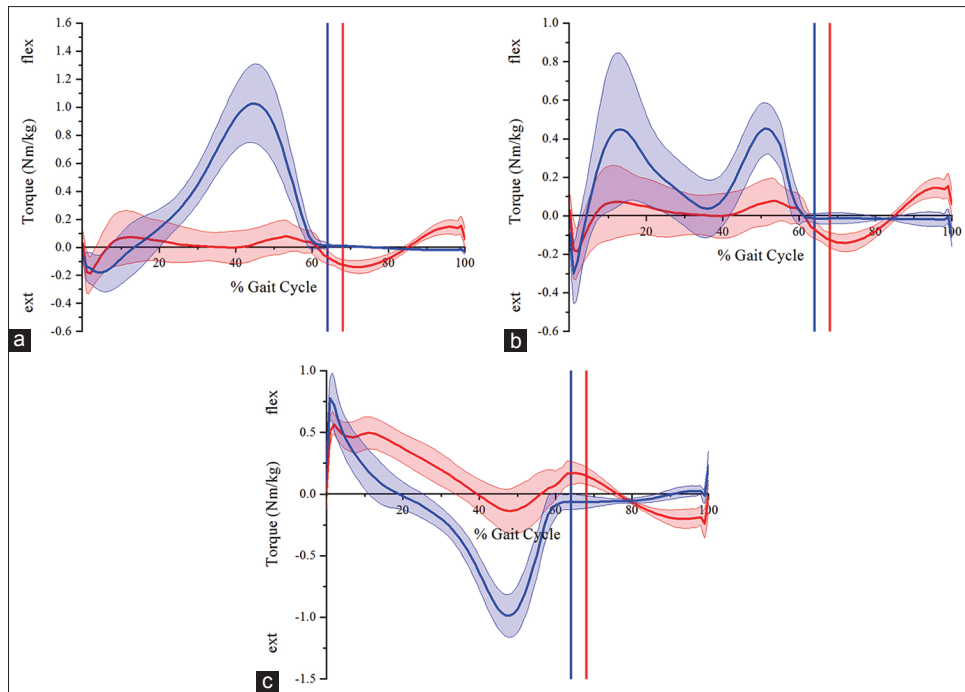 1.6
flex
1.4
1.2
1.0
0.8
Torque (Nm/kg)
0.6
0.4
0.2
0.0
20
40
60
80
100
-0.2
% Gait Cycle
ext
-0.4
-0.6
a
1.0
flex
0.8
0.6
Torque (Nm/kg)
0.4
0.2
0.0
20
40
60
80
100
% Gait Cycle
-0.2
ext
-0.4
-0.6
b
1.0
flex
0.5
Torque (Nm/kg)
0.0
20
40
60
80
100
% Gait Cycle
-0.5
-1.0
ext
-1.5
c